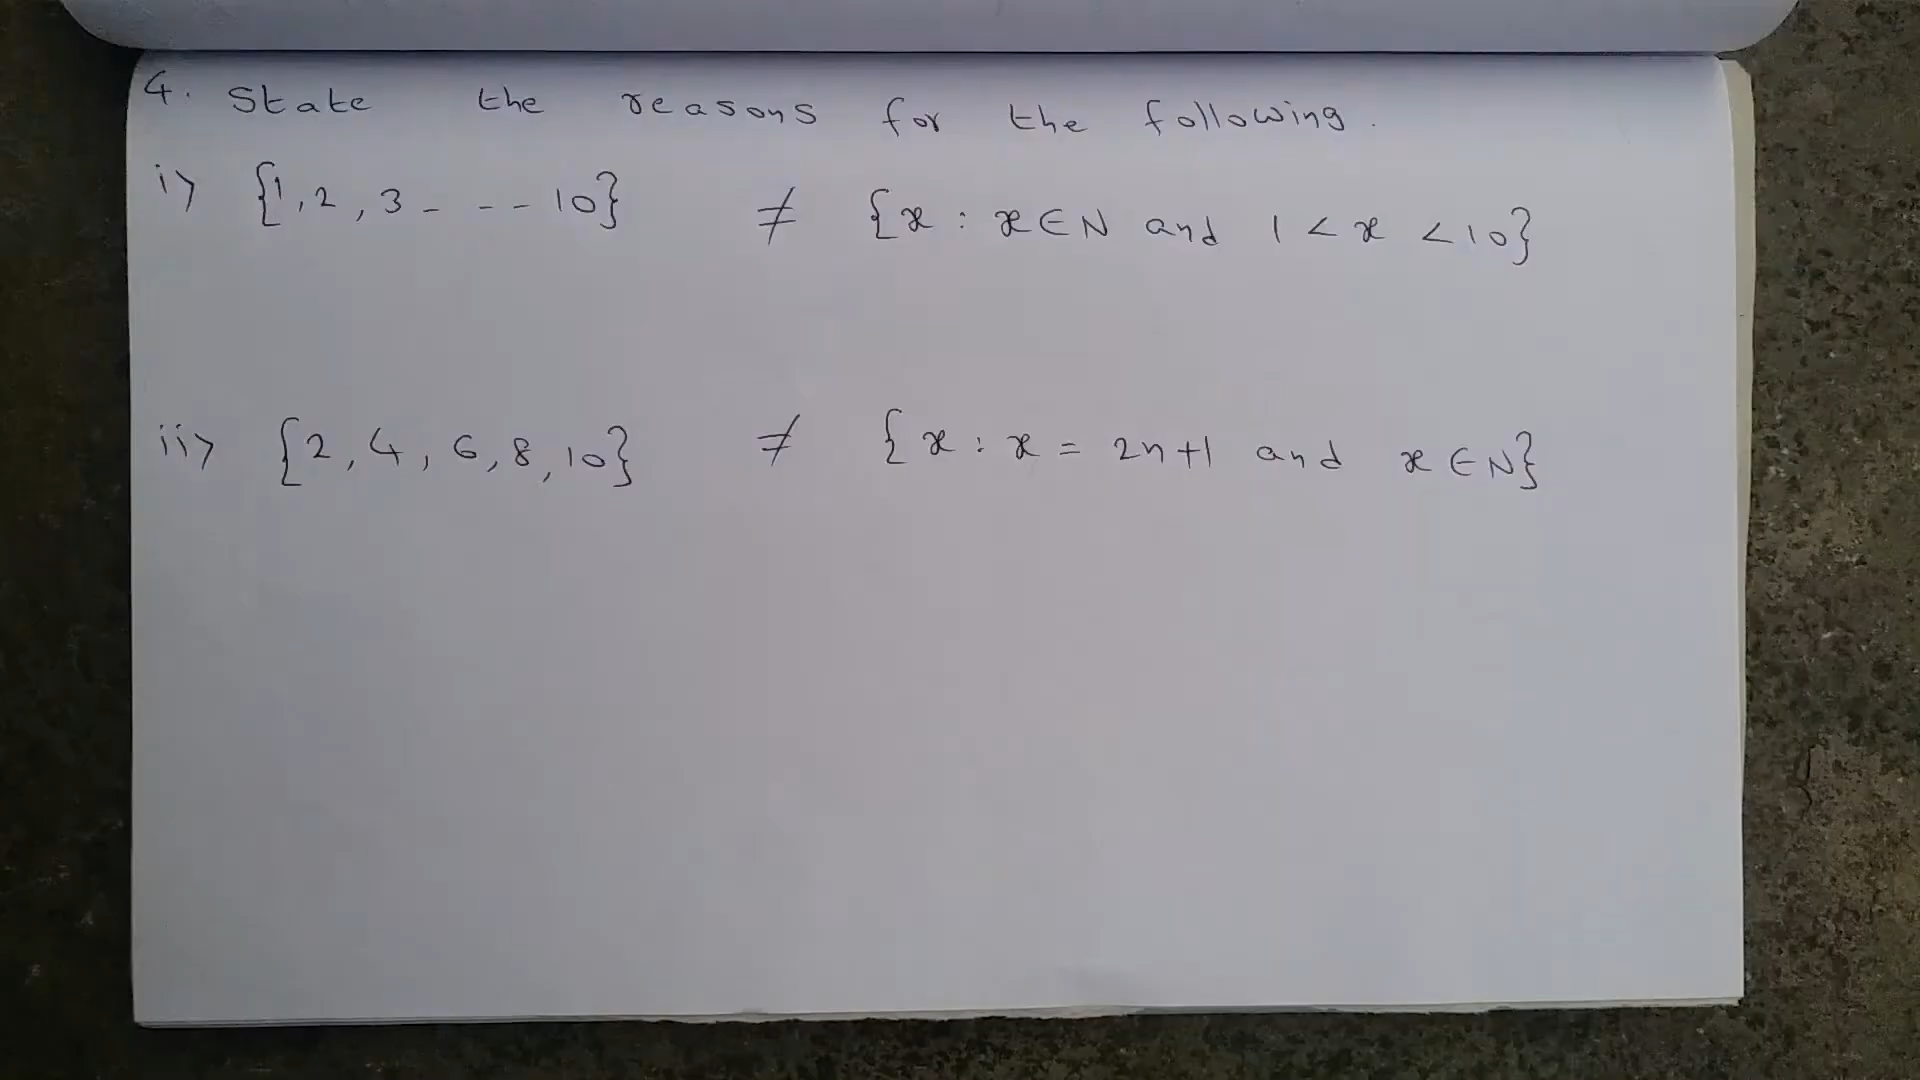 4. State the reasons for the following.
i> {1, 2, 3 - - - 10} ≠ {x : x ∈ N and 1 < x < 10}
ii> {2, 4, 6, 8, 10} ≠ {x : x = 2n+1 and x ∈ N}